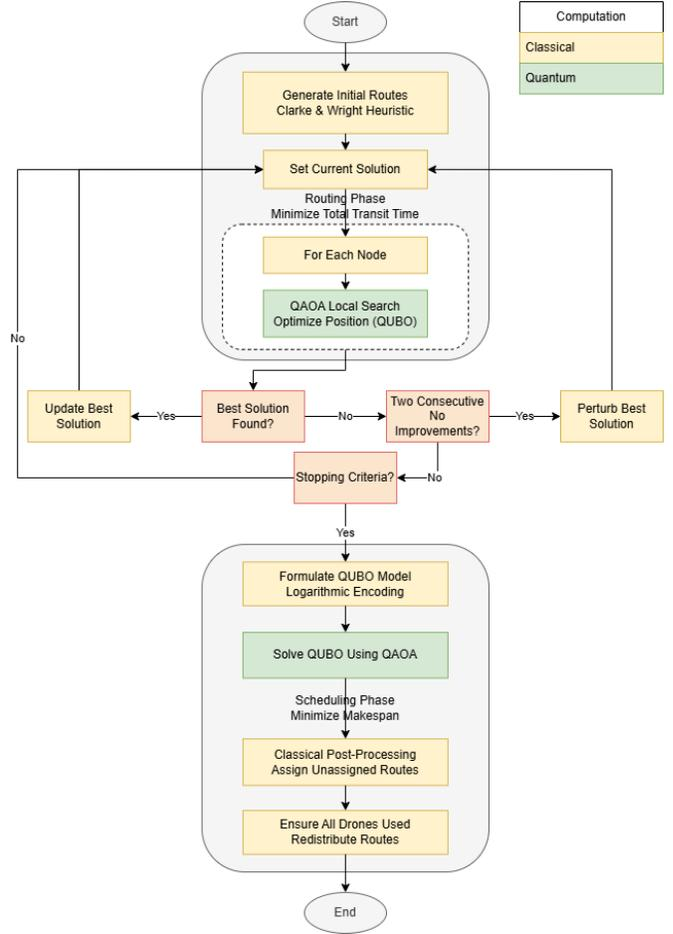 Start
Computation
Classical
Quantum
Generate Initial Routes
Clarke & Wright Heuristic
Set Current Solution
Routing Phase
Minimize Total Transit Time
For Each Node
QAOA Local Search
Optimize Position (QUBO)
No
Update Best
Solution
Yes
Best Solution
Found?
No
Two Consecutive
No
Improvements?
Yes
Perturb Best
Solution
Stopping Criteria?
No
Yes
Formulate QUBO Model
Logarithmic Encoding
Solve QUBO Using QAOA
Scheduling Phase
Minimize Makespan
Classical Post-Processing
Assign Unassigned Routes
Ensure All Drones Used
Redistribute Routes
End